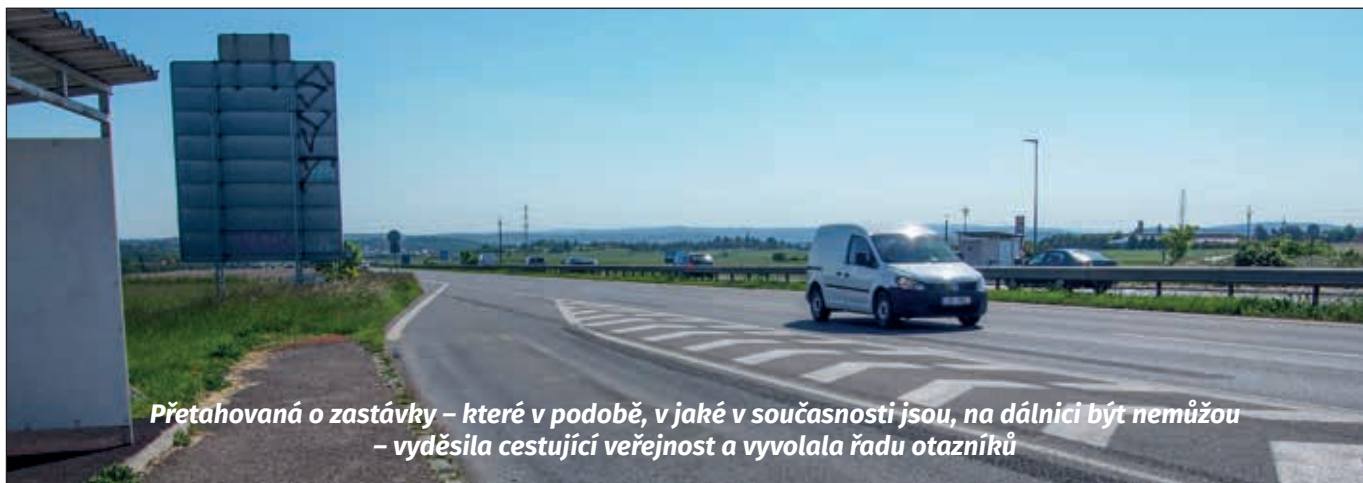 Přetahovaná o zastávky – které v podobě, v jaké v současnosti jsou, na dálnici být nemůžou
– vyděsila cestující veřejnost a vyvolala řadu otazníků